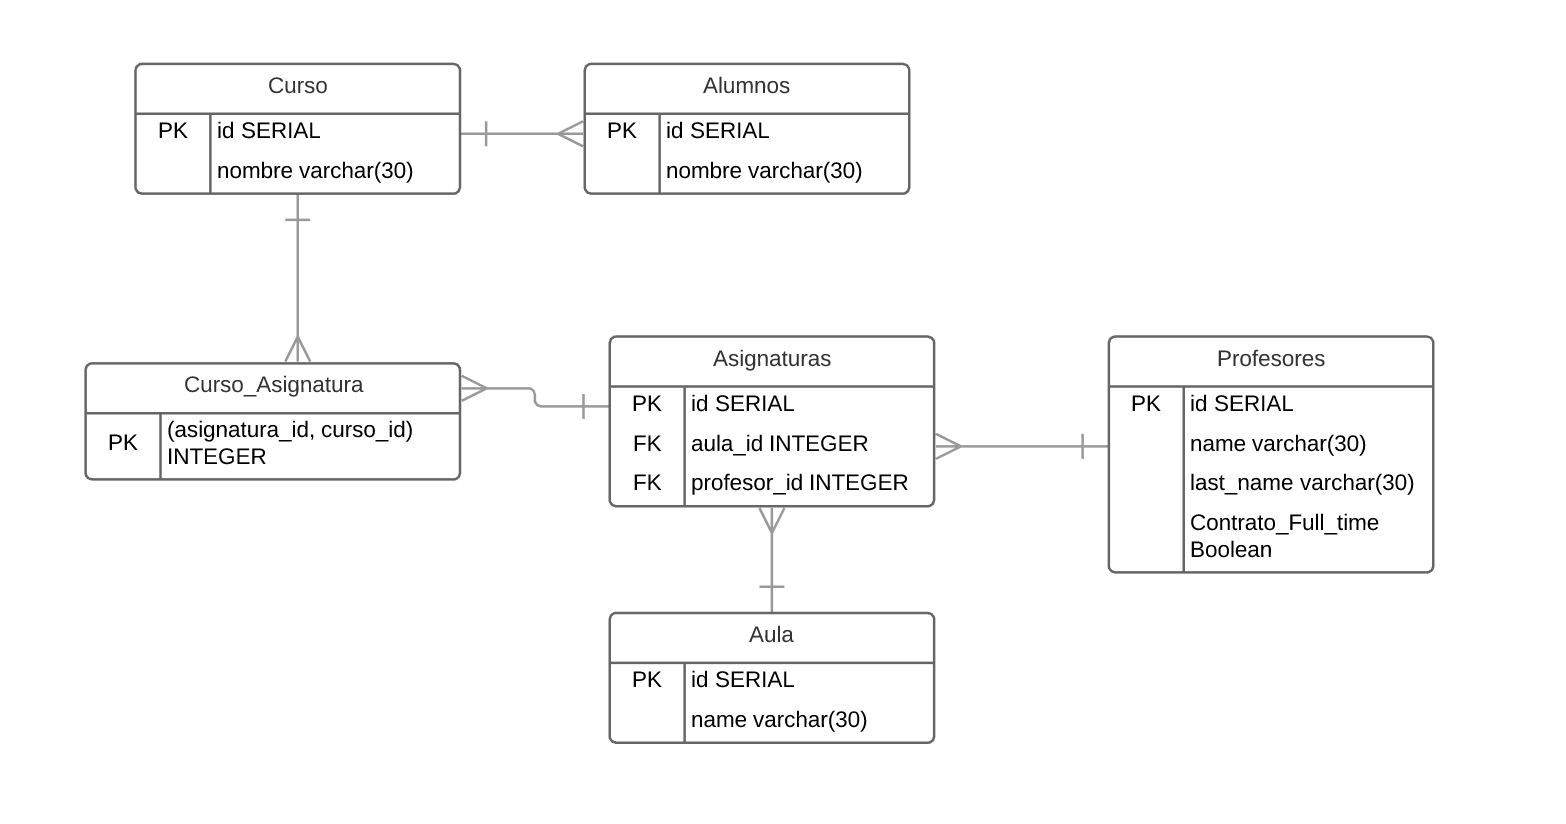 Curso
PK id SERIAL
nombre varchar(30)
Alumnos
PK id SERIAL
nombre varchar(30)
Curso_Asignatura
PK (asignatura_id, curso_id)
INTEGER
Asignaturas
PK id SERIAL
FK aula_id INTEGER
FK profesor_id INTEGER
Profesores
PK id SERIAL
name varchar(30)
last_name varchar(30)
Contrato_Full_time
Boolean
Aula
PK id SERIAL
name varchar(30)